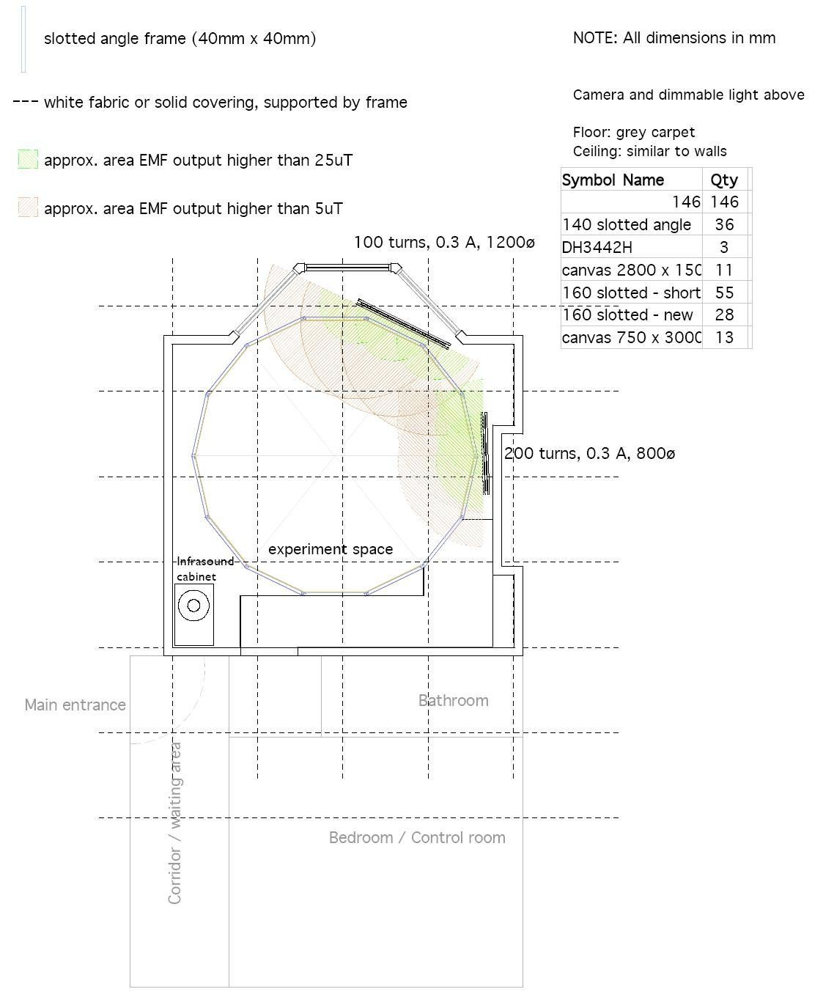 slotted angle frame (40mm x 40mm)
NOTE: All dimensions in mm
white fabric or solid covering, supported by frame
Camera and dimmable light above
Floor: grey carpet
Ceiling: similar to walls
approx. area EMF output higher than 25uT
approx. area EMF output higher than 5uT
Symbol Name Qty
146 146
140 slotted angle 36
DH3442H 3
canvas 2800 x 150 11
160 slotted - short 55
160 slotted - new 28
canvas 750 x 3000 13
100 turns, 0.3 A, 1200ø
200 turns, 0.3 A, 800ø
experiment space
Infrasound
cabinet
Main entrance
Bathroom
Corridor / waiting area
Bedroom / Control room